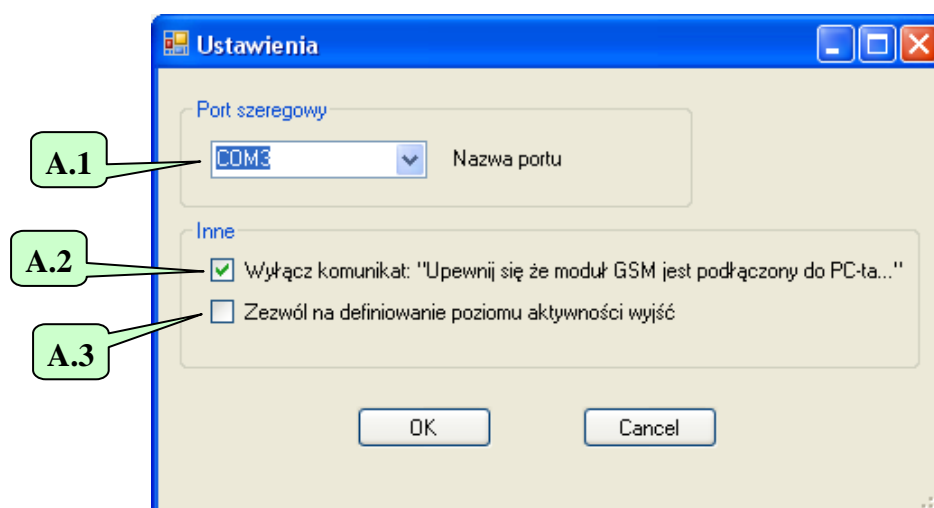 Ustawienia
Port szeregowy
A.1
COM3
Nazwa portu
Inne
A.2
Wyłącz komunikat: "Upewnij się że moduł GSM jest podłączony do PC-ta..."
Zezwól na definiowanie poziomu aktywności wyjść
A.3
OK
Cancel